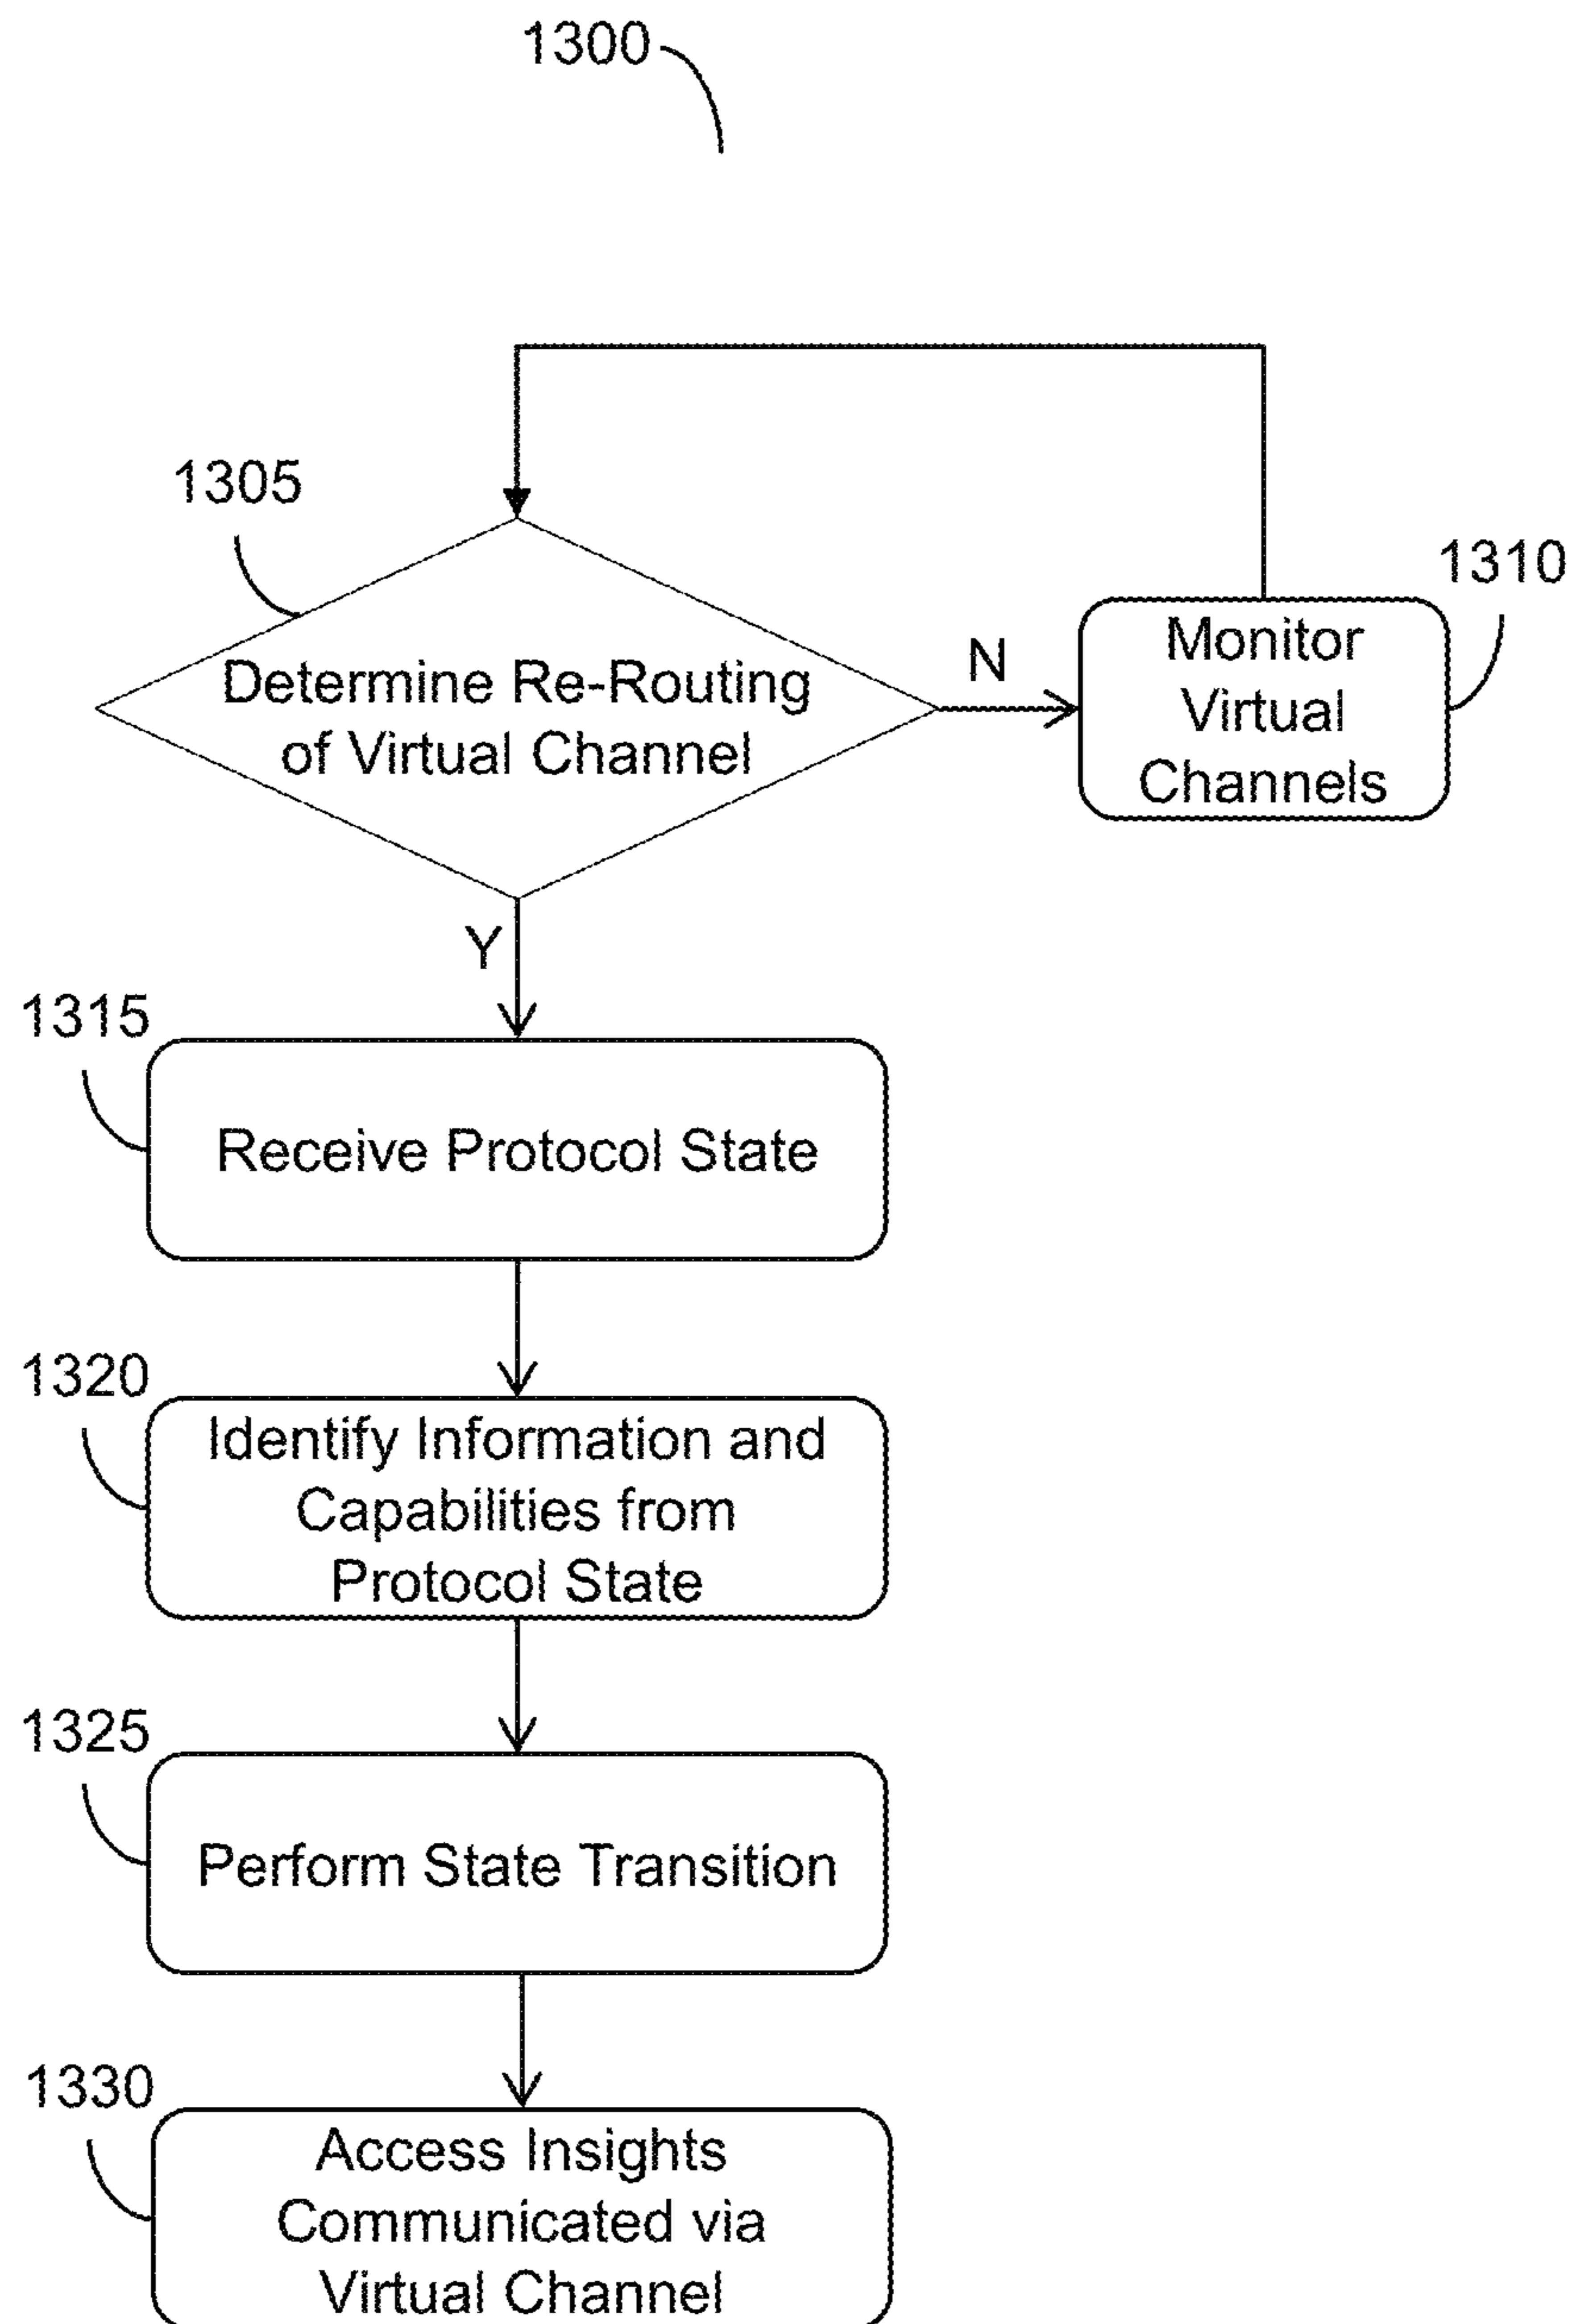 1300
1305
Determine Re-Routing
of Virtual Channel
N
1310
Monitor
Virtual
Channels
Y
1315
Receive Protocol State
1320
Identify Information and
Capabilities from
Protocol State
1325
Perform State Transition
1330
Access Insights
Communicated via
Virtual Channel